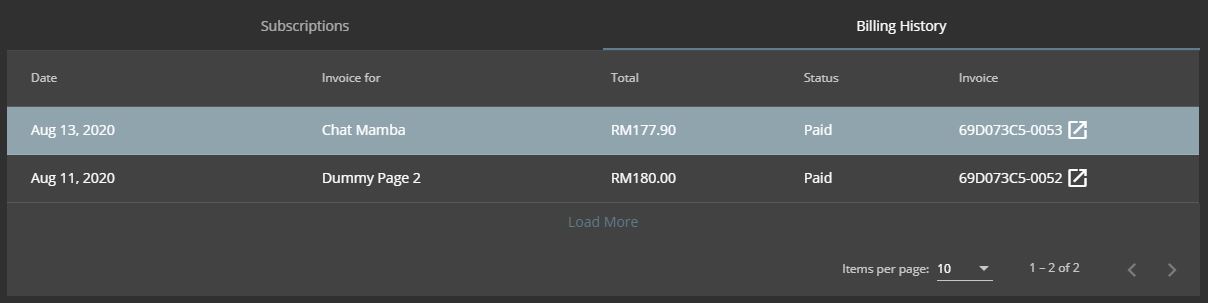 Subscriptions Billing History
Date Invoice for Total Status Invoice
Aug 13, 2020 Chat Mamba RM177.90 Paid 69D073C5-0053
Aug 11, 2020 Dummy Page 2 RM180.00 Paid 69D073C5-0052
Load More
Items per page: 10 1 – 2 of 2